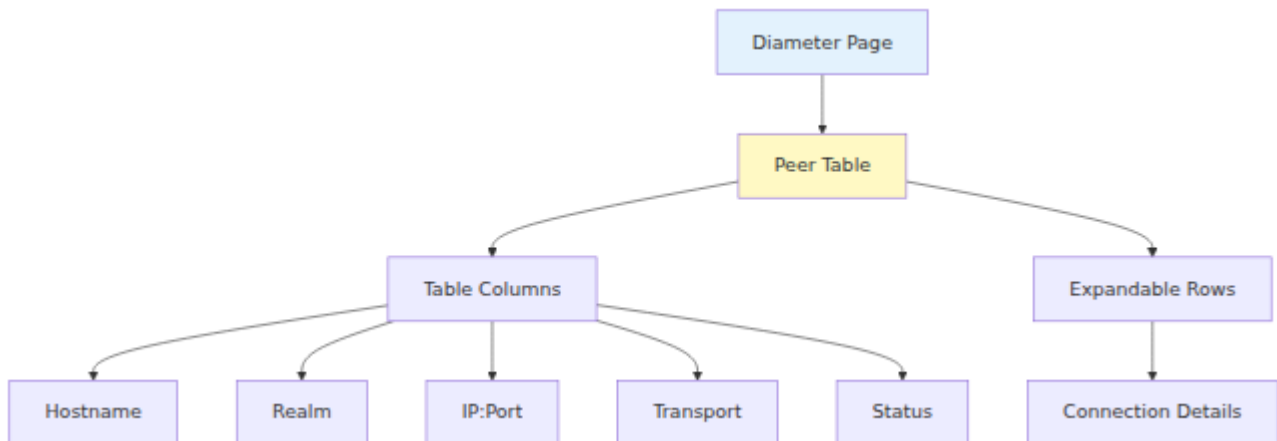 Diameter Page
Peer Table
Table Columns
Expandable Rows
Hostname
Realm
IP:Port
Transport
Status
Connection Details